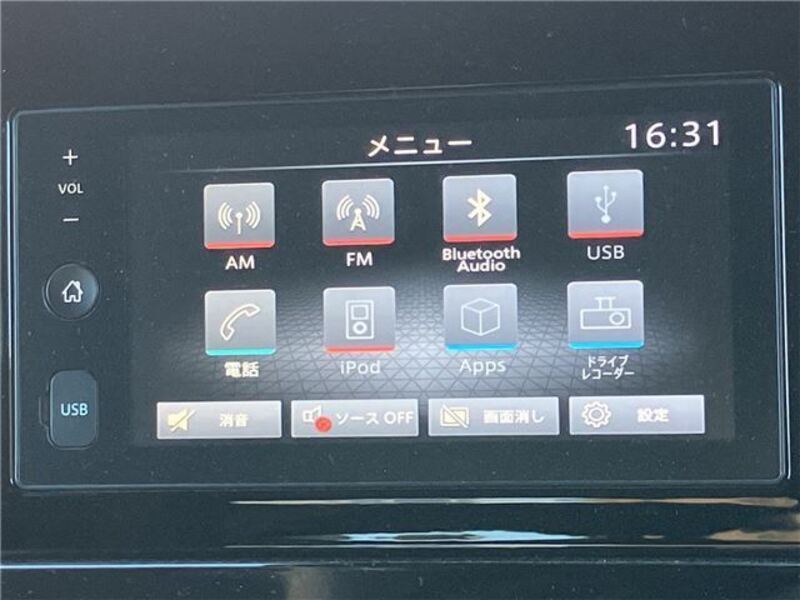 メニュー
16:31
+
VOL
−
AM
FM
Bluetooth
Audio
USB
電話
iPod
Apps
ドライブ
レコーダー
USB
消音
ソース OFF
画面消し
設定